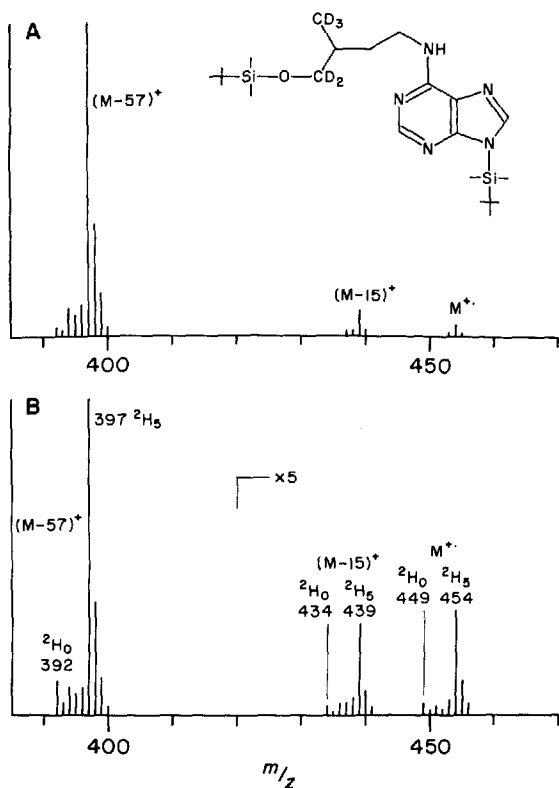 A
CD₃
NH
Si
O
CD₂
(M-57)⁺
N
N
N
N
Si
(M-15)⁺
M⁺·
400
450
B
397 ²H₅
x5
(M-57)⁺
(M-15)⁺
M⁺·
²H₀ ²H₅ ²H₀ ²H₅
434 439 449 454
²H₀
392
400
450
m/z